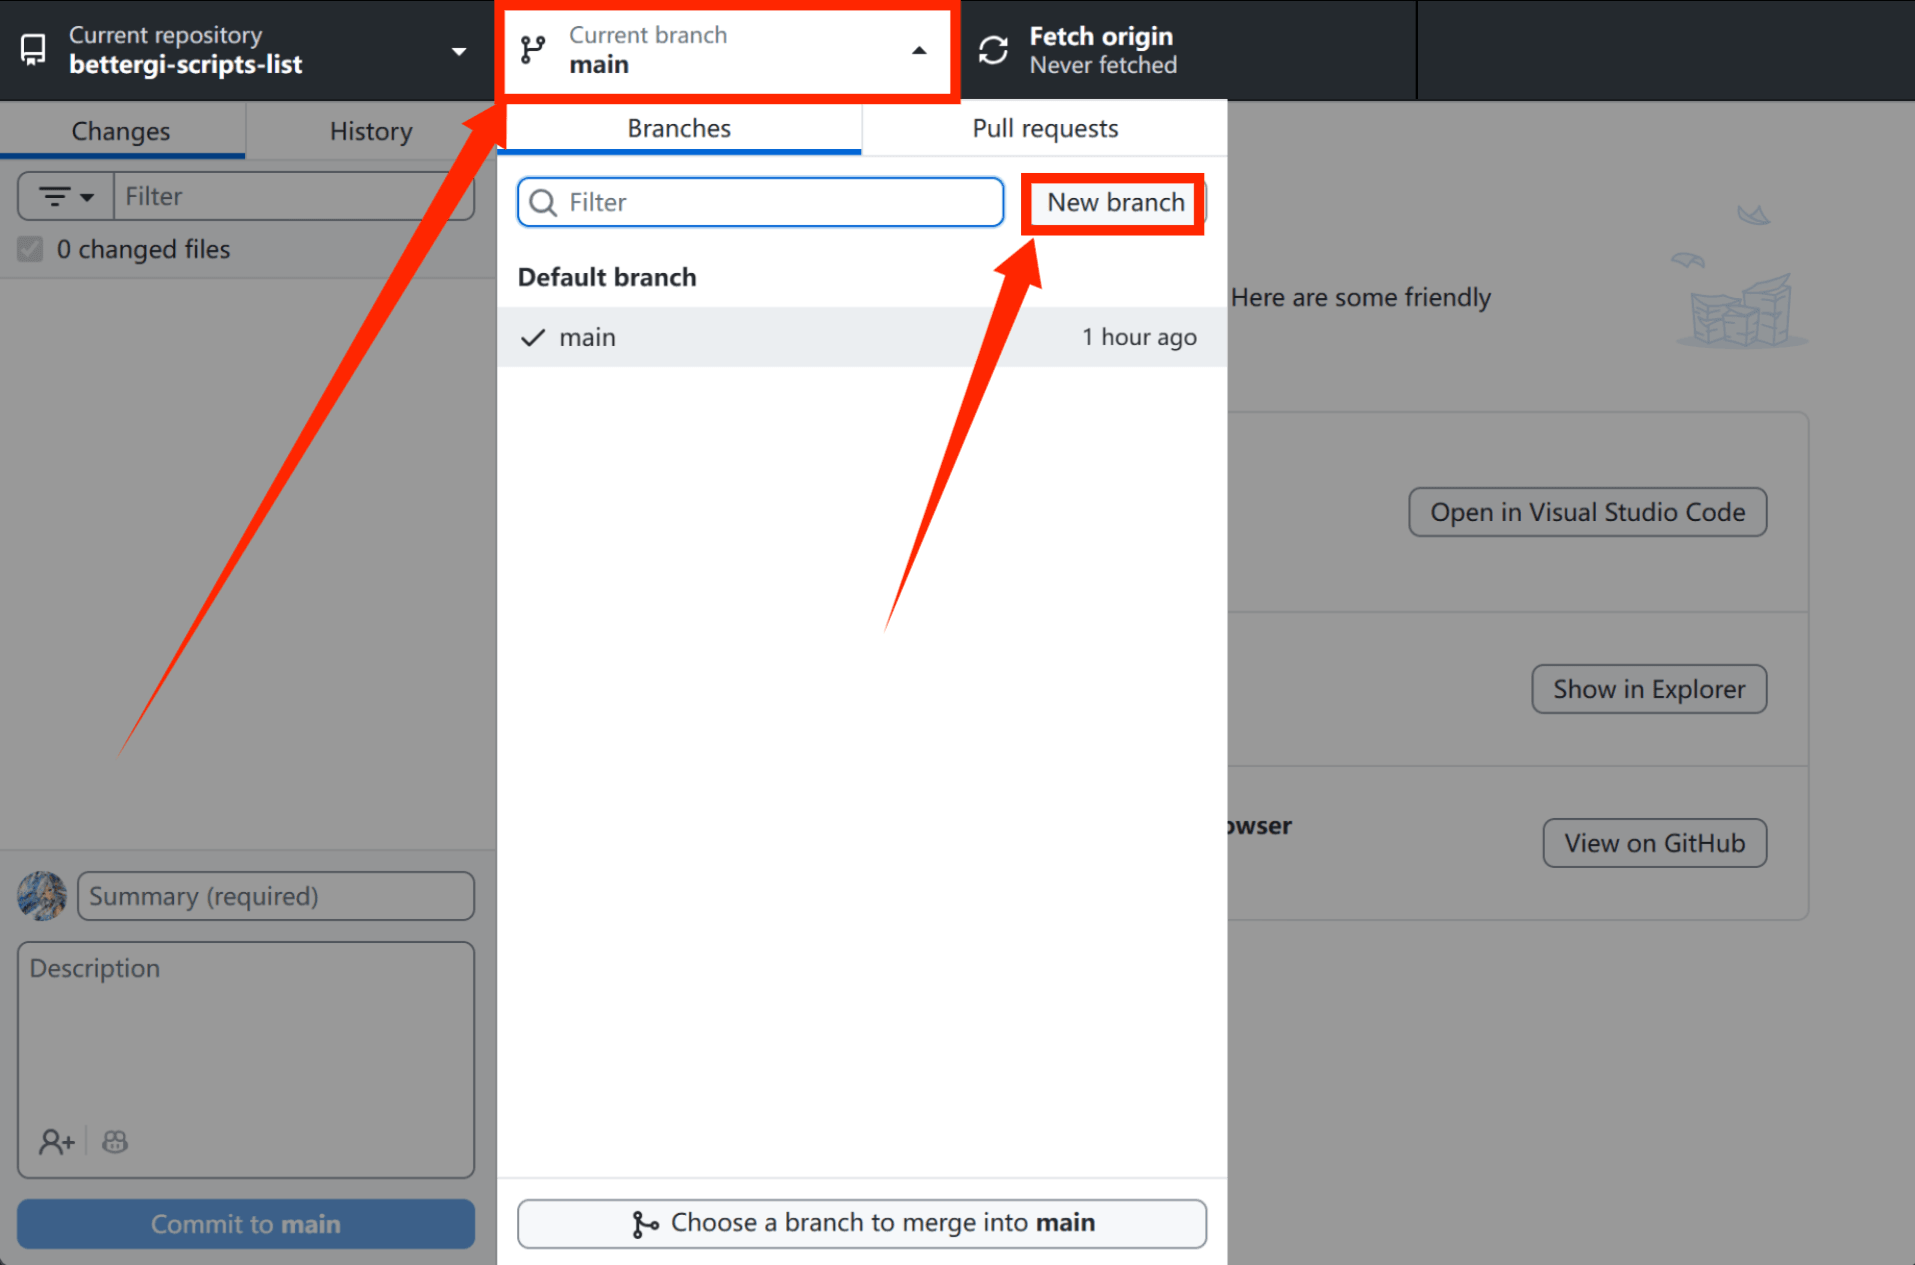 Current repository
bettergi-scripts-list
Current branch
main
Fetch origin
Never fetched
Changes
History
Branches
Pull requests
Filter
Filter
New branch
0 changed files
Default branch
main
1 hour ago
Here are some friendly
Open in Visual Studio Code
Show in Explorer
owser
View on GitHub
Summary (required)
Description
Commit to main
Choose a branch to merge into main